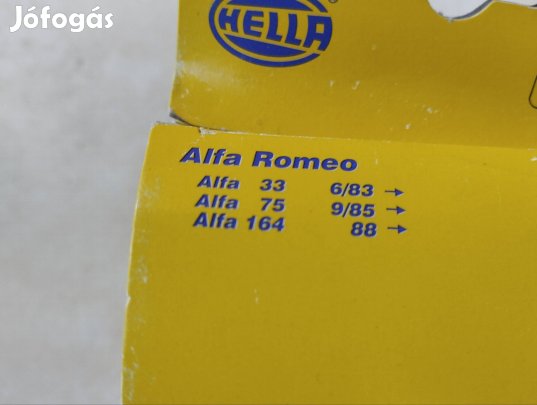 Jófogás
HELLA
®
Alfa Romeo
Alfa 33 6/83 →
Alfa 75 9/85 →
Alfa 164 88 →